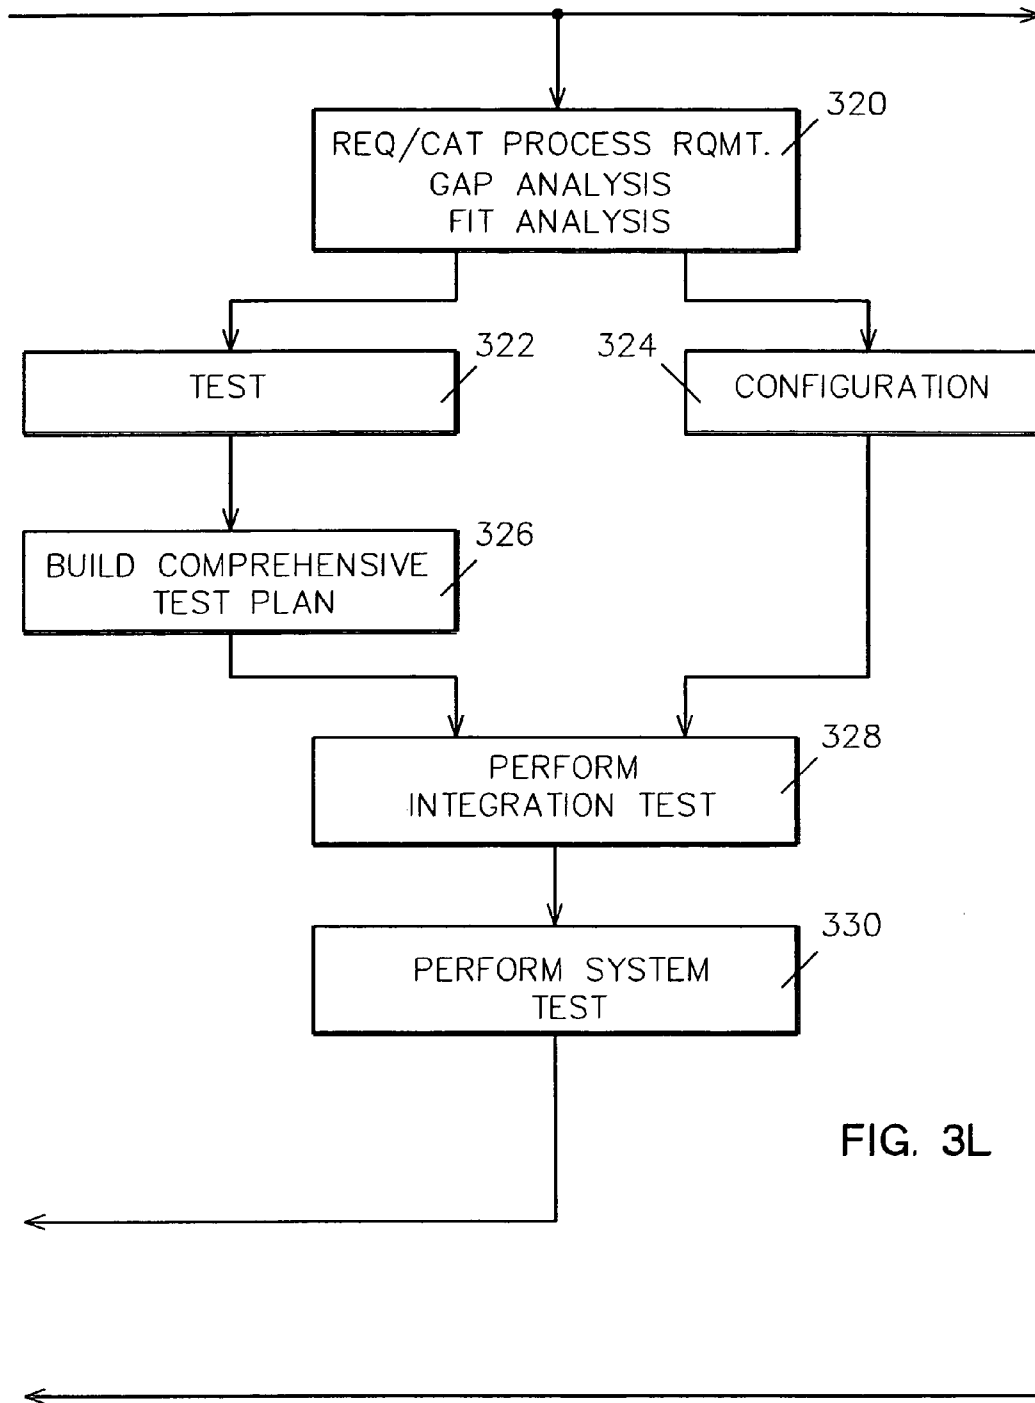 320
REQ/CAT PROCESS RQMT.
GAP ANALYSIS
FIT ANALYSIS
322
324
TEST
CONFIGURATION
326
BUILD COMPREHENSIVE
TEST PLAN
328
PERFORM
INTEGRATION TEST
330
PERFORM SYSTEM
TEST
FIG. 3L